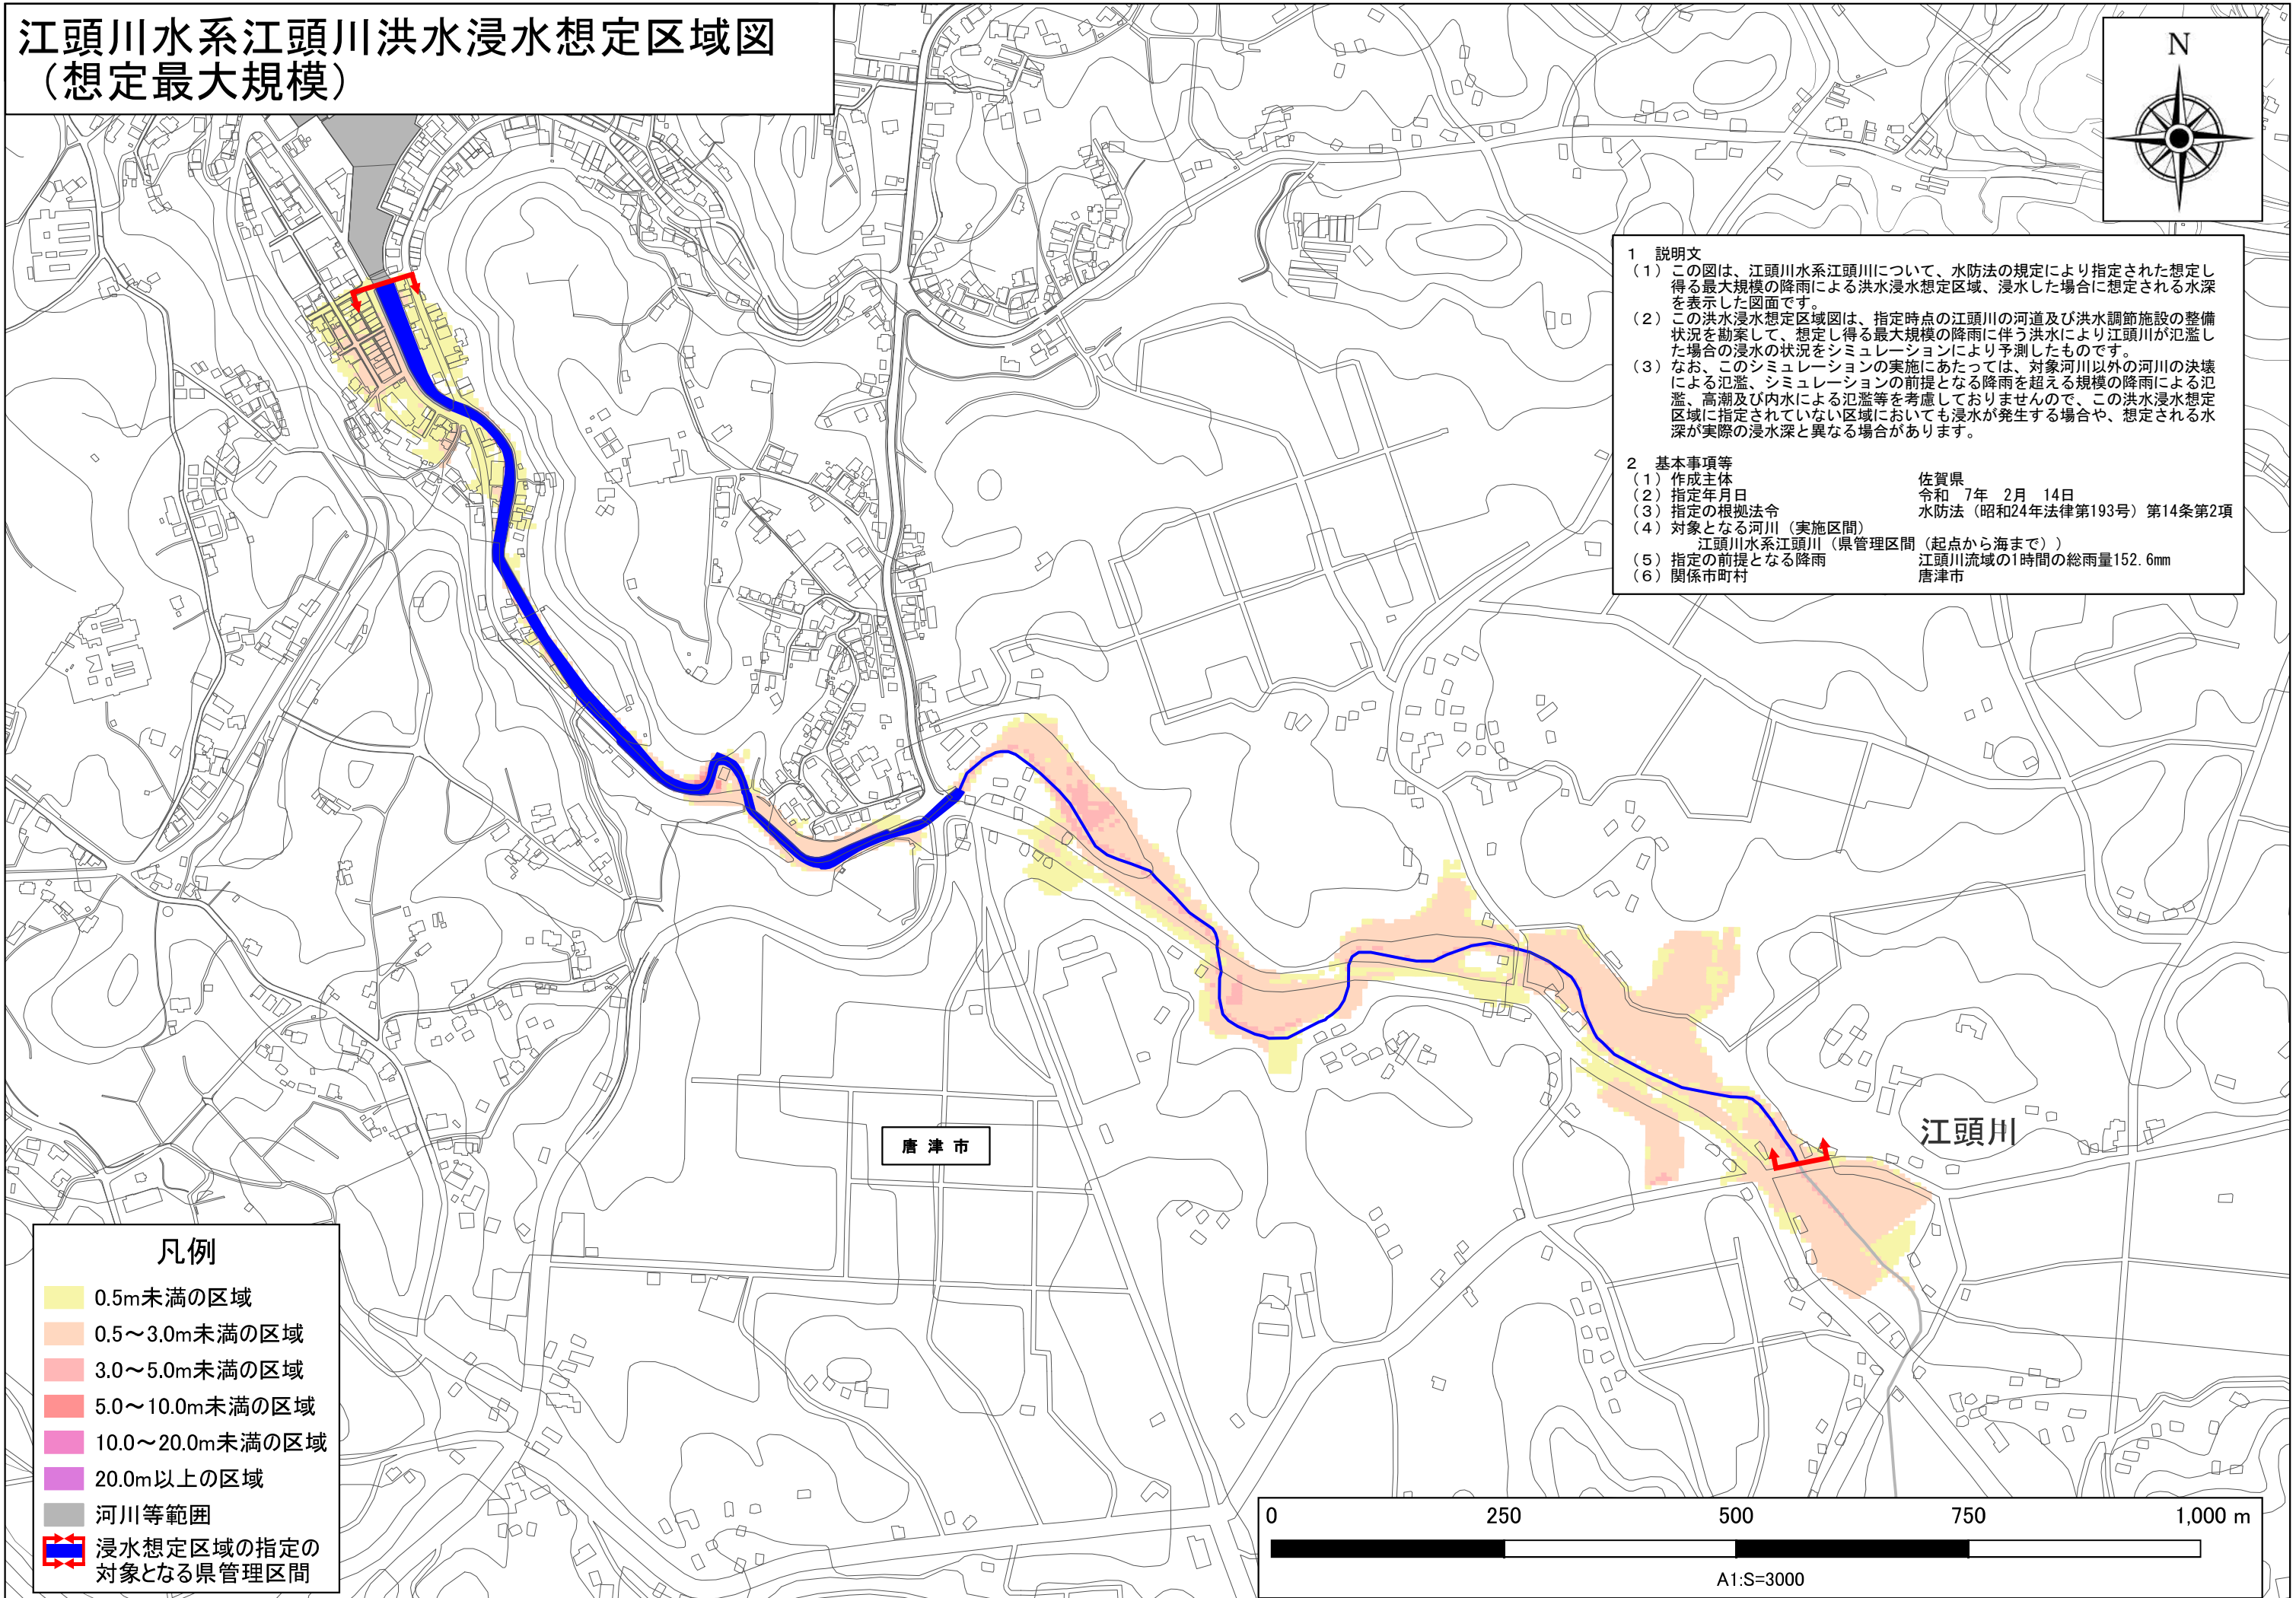 江頭川水系江頭川洪水浸水想定区域図
（想定最大規模）
N
1　説明文
（1）この図は、江頭川水系江頭川について、水防法の規定により指定された想定し
得る最大規模の降雨による洪水浸水想定区域、浸水した場合に想定される水深
を表示した図面です。
（2）この洪水浸水想定区域図は、指定時点の江頭川の河道及び洪水調節施設の整備
状況を勘案して、想定し得る最大規模の降雨に伴う洪水により江頭川が氾濫し
た場合の浸水の状況をシミュレーションにより予測したものです。
（3）なお、このシミュレーションの実施にあたっては、対象河川以外の河川の決壊
による氾濫、シミュレーションの前提となる降雨を超える規模の降雨による氾
濫、高潮及び内水による氾濫等を考慮しておりませんので、この洪水浸水想定
区域に指定されていない区域においても浸水が発生する場合や、想定される水
深が実際の浸水深と異なる場合があります。
2　基本事項等
（1）作成主体　佐賀県
（2）指定年月日　令和　7年　2月　14日
（3）指定の根拠法令　水防法（昭和24年法律第193号）第14条第2項
（4）対象となる河川（実施区間）
江頭川水系江頭川（県管理区間（起点から海まで））
（5）指定の前提となる降雨　江頭川流域の1時間の総雨量152.6mm
（6）関係市町村　唐津市
江頭川
唐津市
凡例
0.5m未満の区域
0.5～3.0m未満の区域
3.0～5.0m未満の区域
5.0～10.0m未満の区域
10.0～20.0m未満の区域
20.0m以上の区域
河川等範囲
浸水想定区域の指定の
対象となる県管理区間
0　250　500　750　1,000 m
A1:S=3000